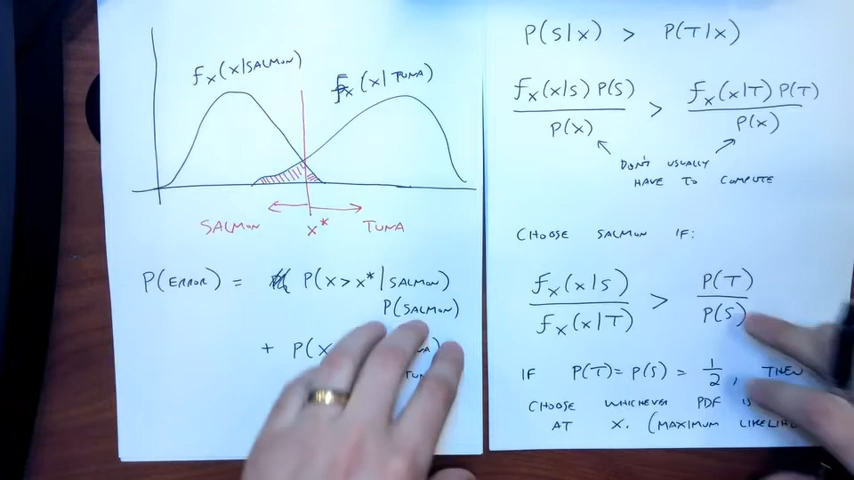 fx(x|SALMON)
fx(x|TUNA)
SALMON x* TUNA
P(ERROR) = P(x > x*|SALMON)
P(SALMON)
+ P(x
P(S|x) > P(T|x)
fx(x|S) P(S) > fx(x|T) P(T)
P(x) P(x)
DON'T USUALLY
HAVE TO COMPUTE
CHOOSE SALMON IF:
fx(x|S) > P(T)
fx(x|T) P(S)
IF P(T) = P(S) = 1/2, THEN
CHOOSE WHICHEVER PDF IS
AT X. (MAXIMUM